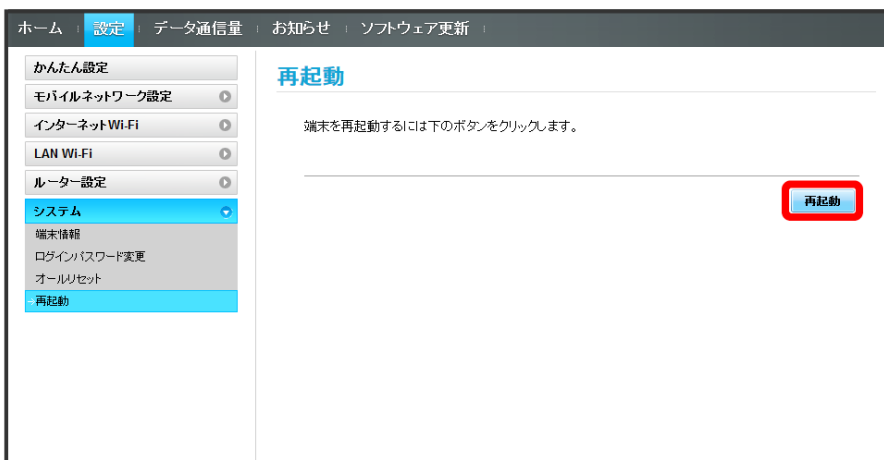 ホーム 設定 データ通信量 お知らせ ソフトウェア更新
かんたん設定
モバイルネットワーク設定
インターネットWi-Fi
LAN Wi-Fi
ルーター設定
システム
端末情報
ログインパスワード変更
オールリセット
再起動
再起動
端末を再起動するには下のボタンをクリックします。
再起動